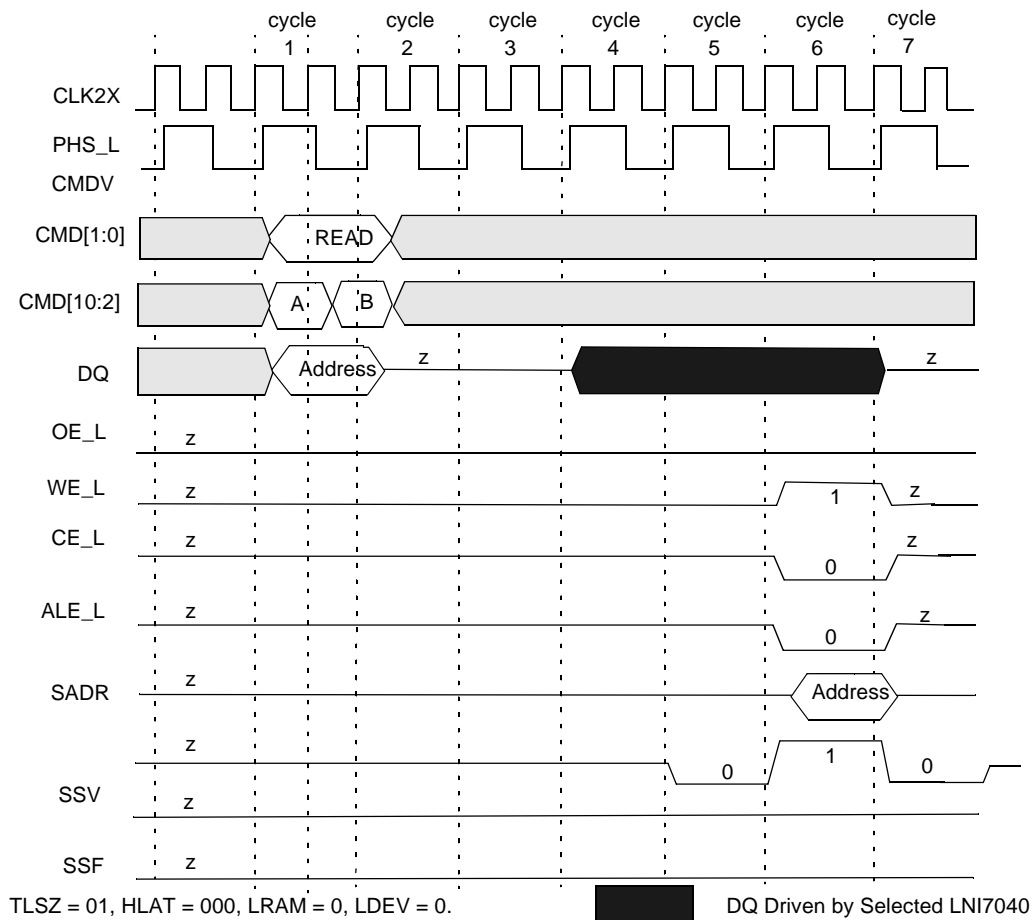 cycle cycle cycle cycle cycle cycle cycle
1 2 3 4 5 6 7
CLK2X
PHS_L
CMDV
CMD[1:0] READ
CMD[10:2] A B
DQ Address z z
OE_L z
WE_L z 1 z
CE_L z 0 z
ALE_L z 0 z
SADR z Address
z 0 1 0
SSV z
SSF z
TLSZ = 01, HLAT = 000, LRAM = 0, LDEV = 0. DQ Driven by Selected LNI7040